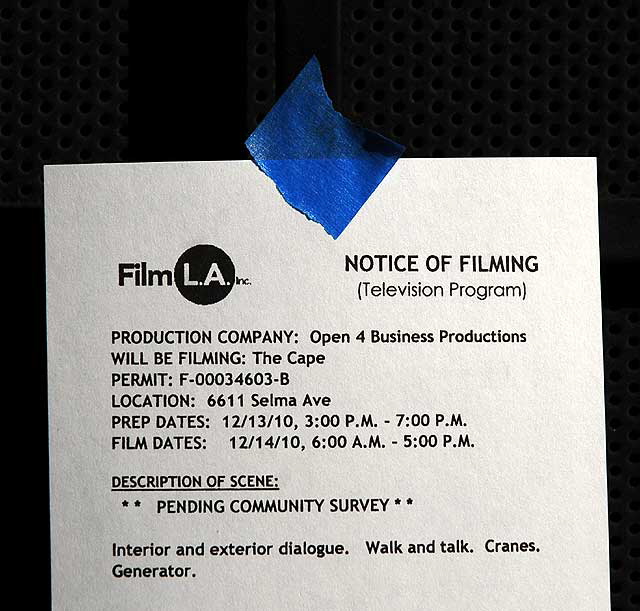 Film L.A. Inc.
NOTICE OF FILMING
(Television Program)
PRODUCTION COMPANY: Open 4 Business Productions
WILL BE FILMING: The Cape
PERMIT: F-00034603-B
LOCATION: 6611 Selma Ave
PREP DATES: 12/13/10, 3:00 P.M. - 7:00 P.M.
FILM DATES: 12/14/10, 6:00 A.M. - 5:00 P.M.
DESCRIPTION OF SCENE:
** PENDING COMMUNITY SURVEY **
Interior and exterior dialogue. Walk and talk. Cranes.
Generator.